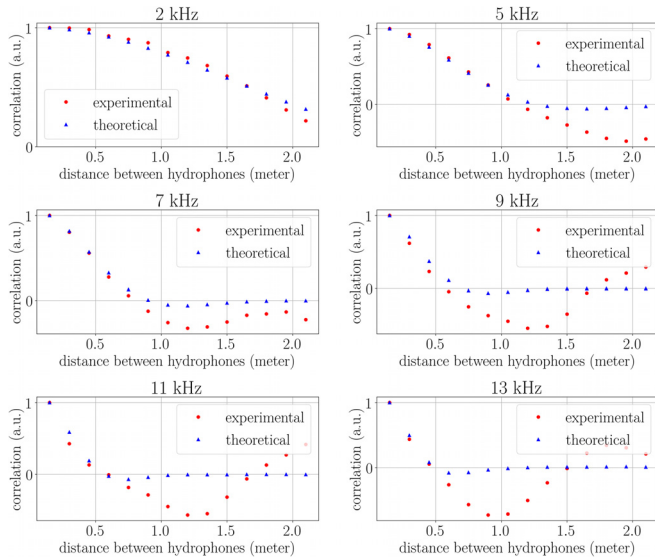 2 kHz
correlation (a.u.)
1
0
experimental
theoretical
0.5 1.0 1.5 2.0
distance between hydrophones (meter)
5 kHz
correlation (a.u.)
1
0
experimental
theoretical
0.5 1.0 1.5 2.0
distance between hydrophones (meter)
7 kHz
correlation (a.u.)
1
0
experimental
theoretical
0.5 1.0 1.5 2.0
distance between hydrophones (meter)
9 kHz
correlation (a.u.)
1
0
experimental
theoretical
0.5 1.0 1.5 2.0
distance between hydrophones (meter)
11 kHz
correlation (a.u.)
1
0
experimental
theoretical
0.5 1.0 1.5 2.0
distance between hydrophones (meter)
13 kHz
correlation (a.u.)
1
0
experimental
theoretical
0.5 1.0 1.5 2.0
distance between hydrophones (meter)